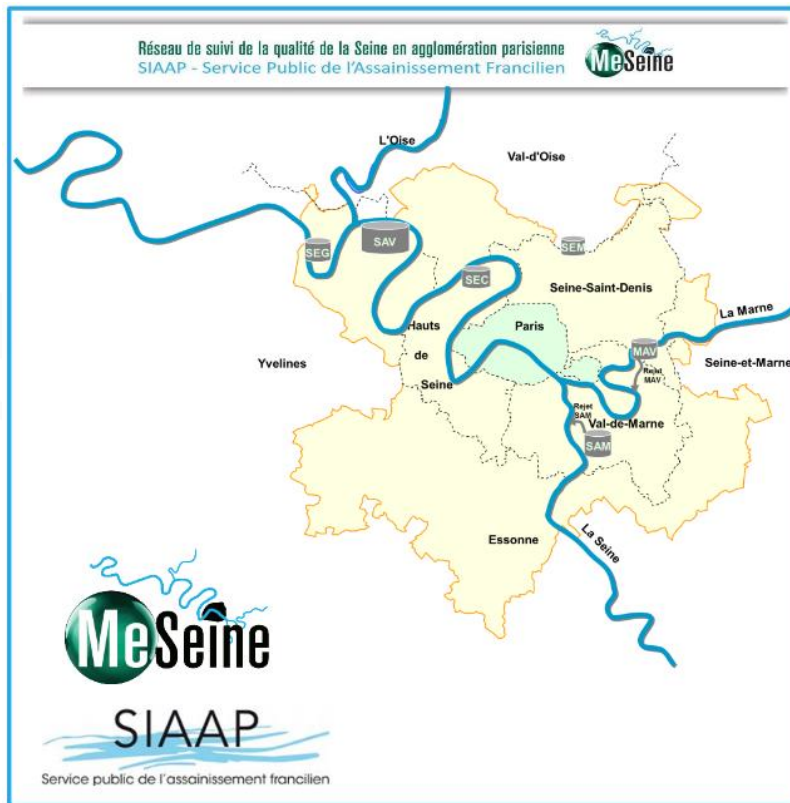 Réseau de suivi de la qualité de la Seine en agglomération parisienne
SIAAP - Service Public de l'Assainissement Francilien
MeSeine
L'Oise
Val-d'Oise
SEG
SAV
SEM
SEC
Seine-Saint-Denis
La Marne
Hauts
de
Seine
Paris
MAV
Rejet
MAV
Seine-et-Marne
Yvelines
Rejet
SAM
Val-de-Marne
SAM
Essonne
La Seine
MeSeine
SIAAP
Service public de l'assainissement francilien